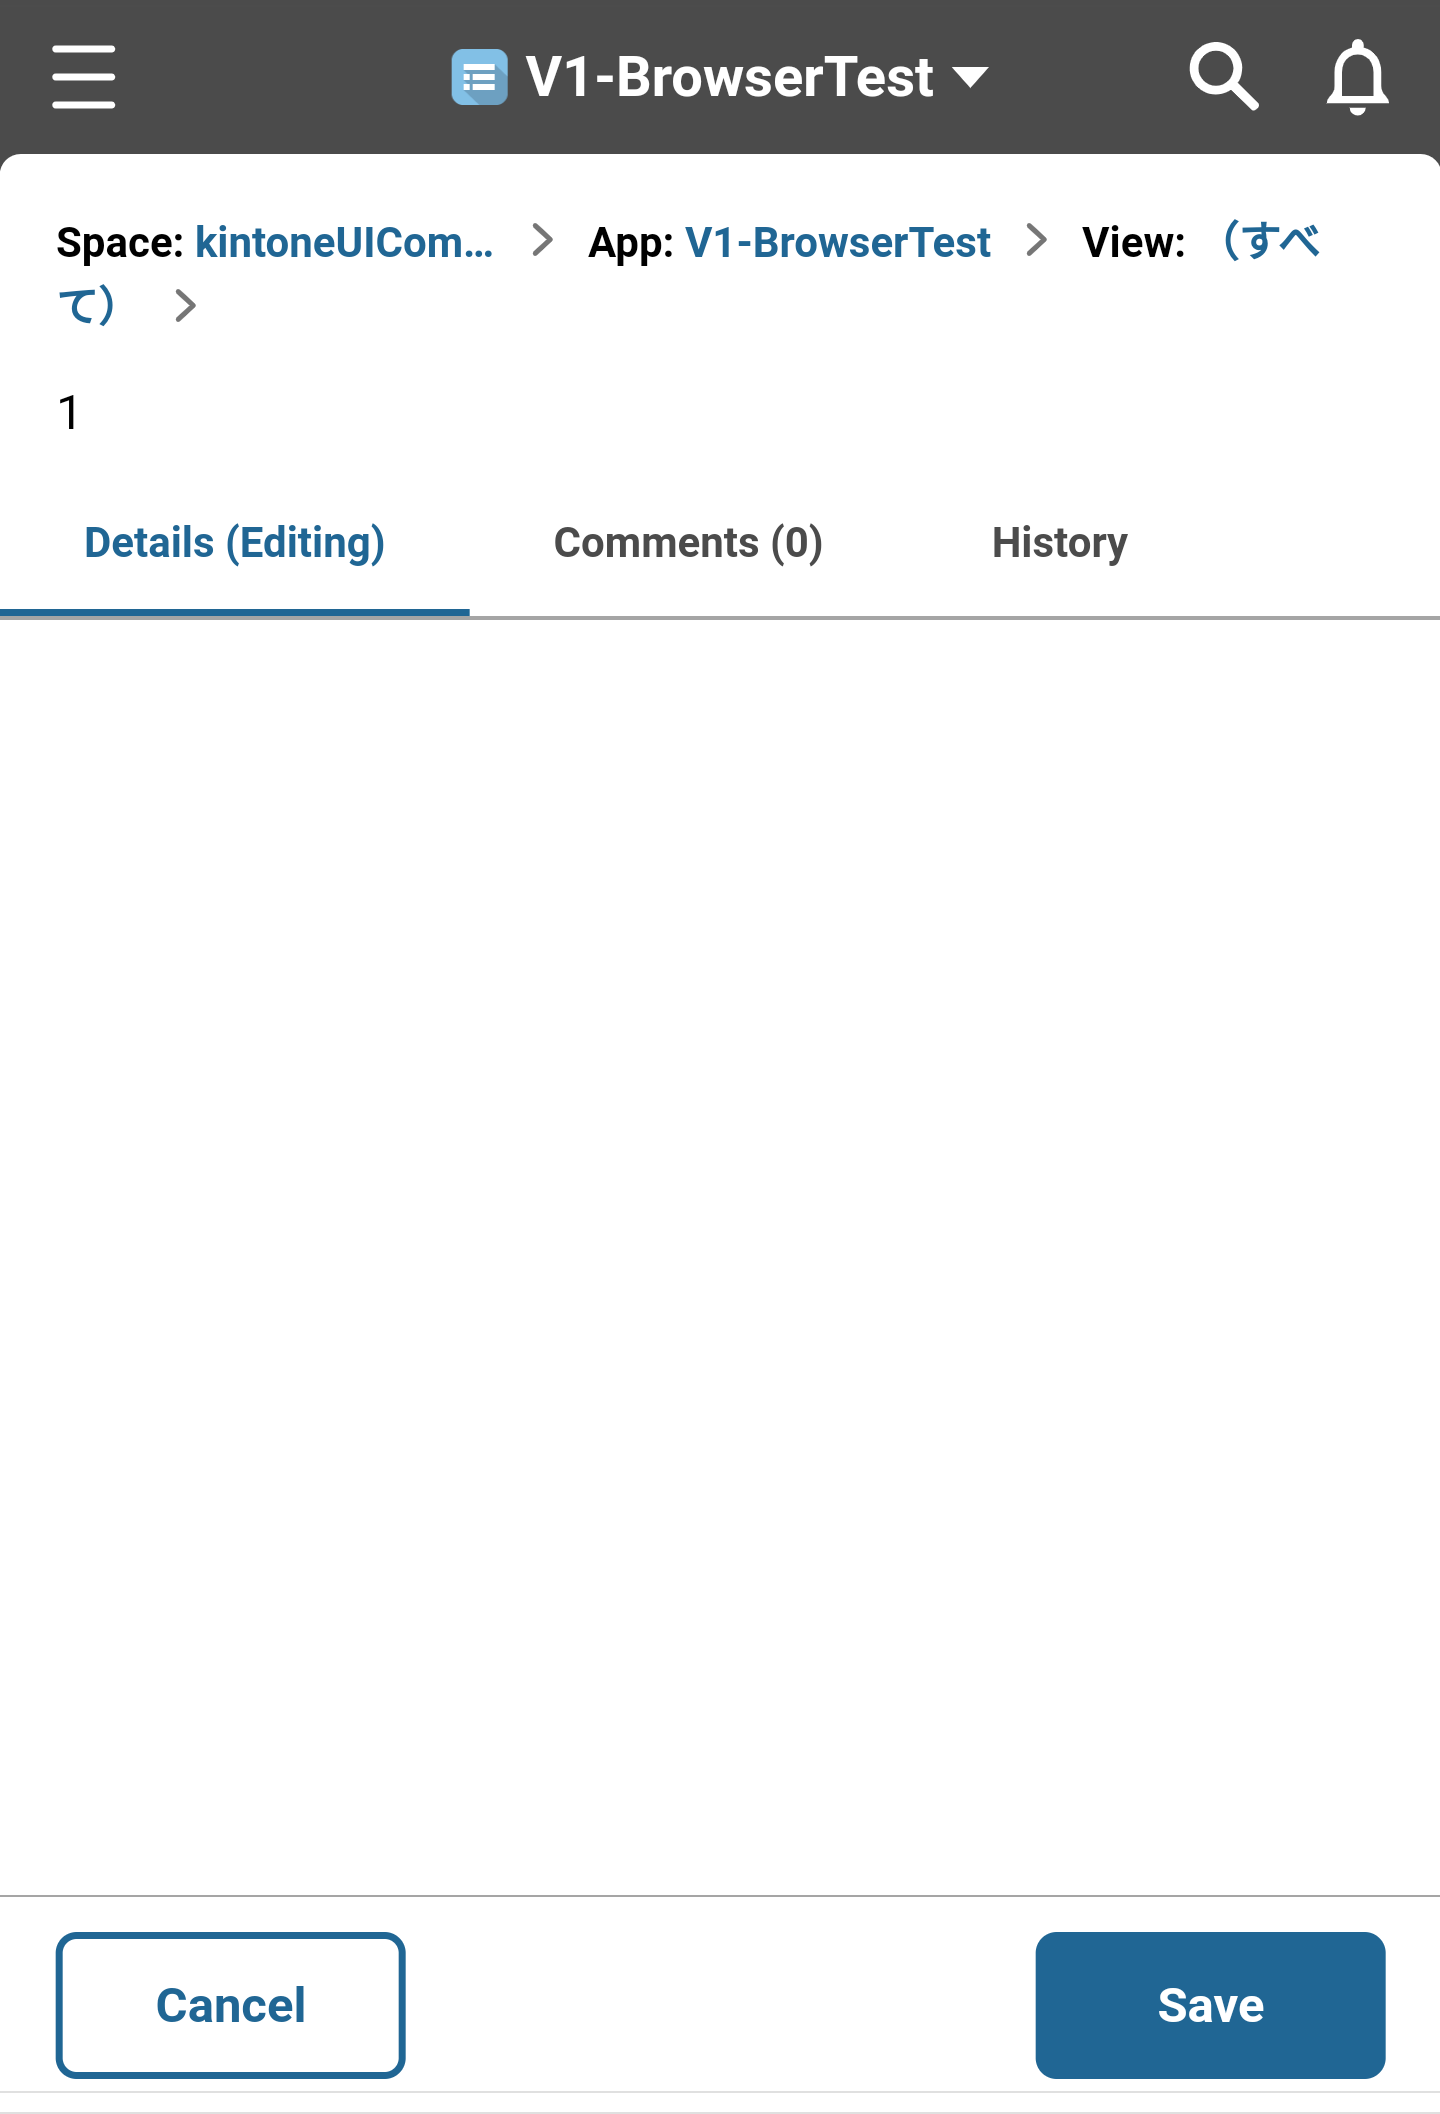 V1-BrowserTest
Space: kintoneUICom... App: V1-BrowserTest View: （すべ
て）
1
Details (Editing) Comments (0) History
Cancel Save